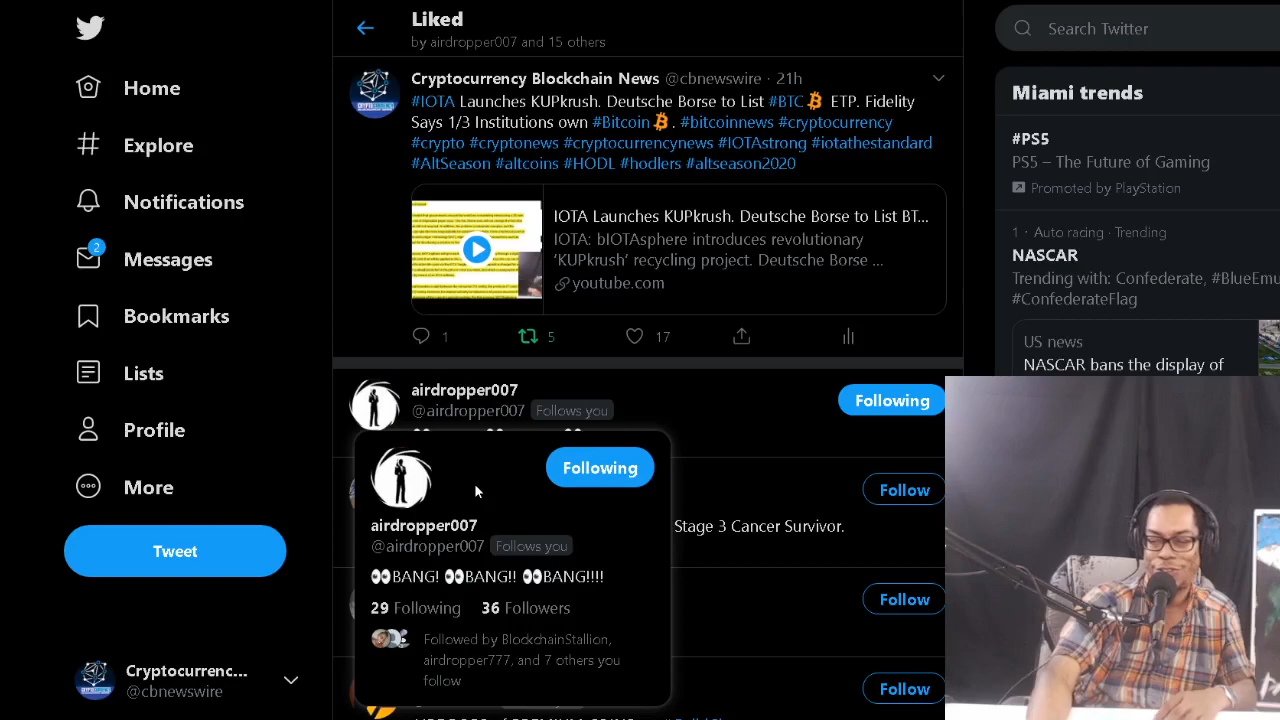 Home
Explore
Notifications
2
Messages
Bookmarks
Lists
Profile
More
Tweet
Cryptocurrenc...
@cbnewswire
Liked
by airdropper007 and 15 others
Cryptocurrency Blockchain News @cbnewswire · 21h
#IOTA Launches KUPkrush. Deutsche Borse to List #BTC ETP. Fidelity
Says 1/3 Institutions own #Bitcoin. #bitcoinnews #cryptocurrency
#crypto #cryptonews #cryptocurrencynews #IOTAstrong #iotathestandard
#AltSeason #altcoins #HODL #hodlers #altseason2020
IOTA Launches KUPkrush. Deutsche Borse to List BT...
IOTA: bIOTAsphere introduces revolutionary
‘KUPkrush’ recycling project. Deutsche Borse ...
youtube.com
1
5
17
airdropper007
@airdropper007 Follows you
Following
Following
airdropper007
@airdropper007 Follows you
👀BANG! 👀BANG!! 👀BANG!!!!
29 Following 36 Followers
Followed by BlockchainStallion,
airdropper777, and 7 others you
follow
Follow
Stage 3 Cancer Survivor.
Follow
Follow
Search Twitter
Miami trends
#PS5
PS5 – The Future of Gaming
Promoted by PlayStation
1 · Auto racing · Trending
NASCAR
Trending with: Confederate, #BlueEmu
#ConfederateFlag
US news
NASCAR bans the display of